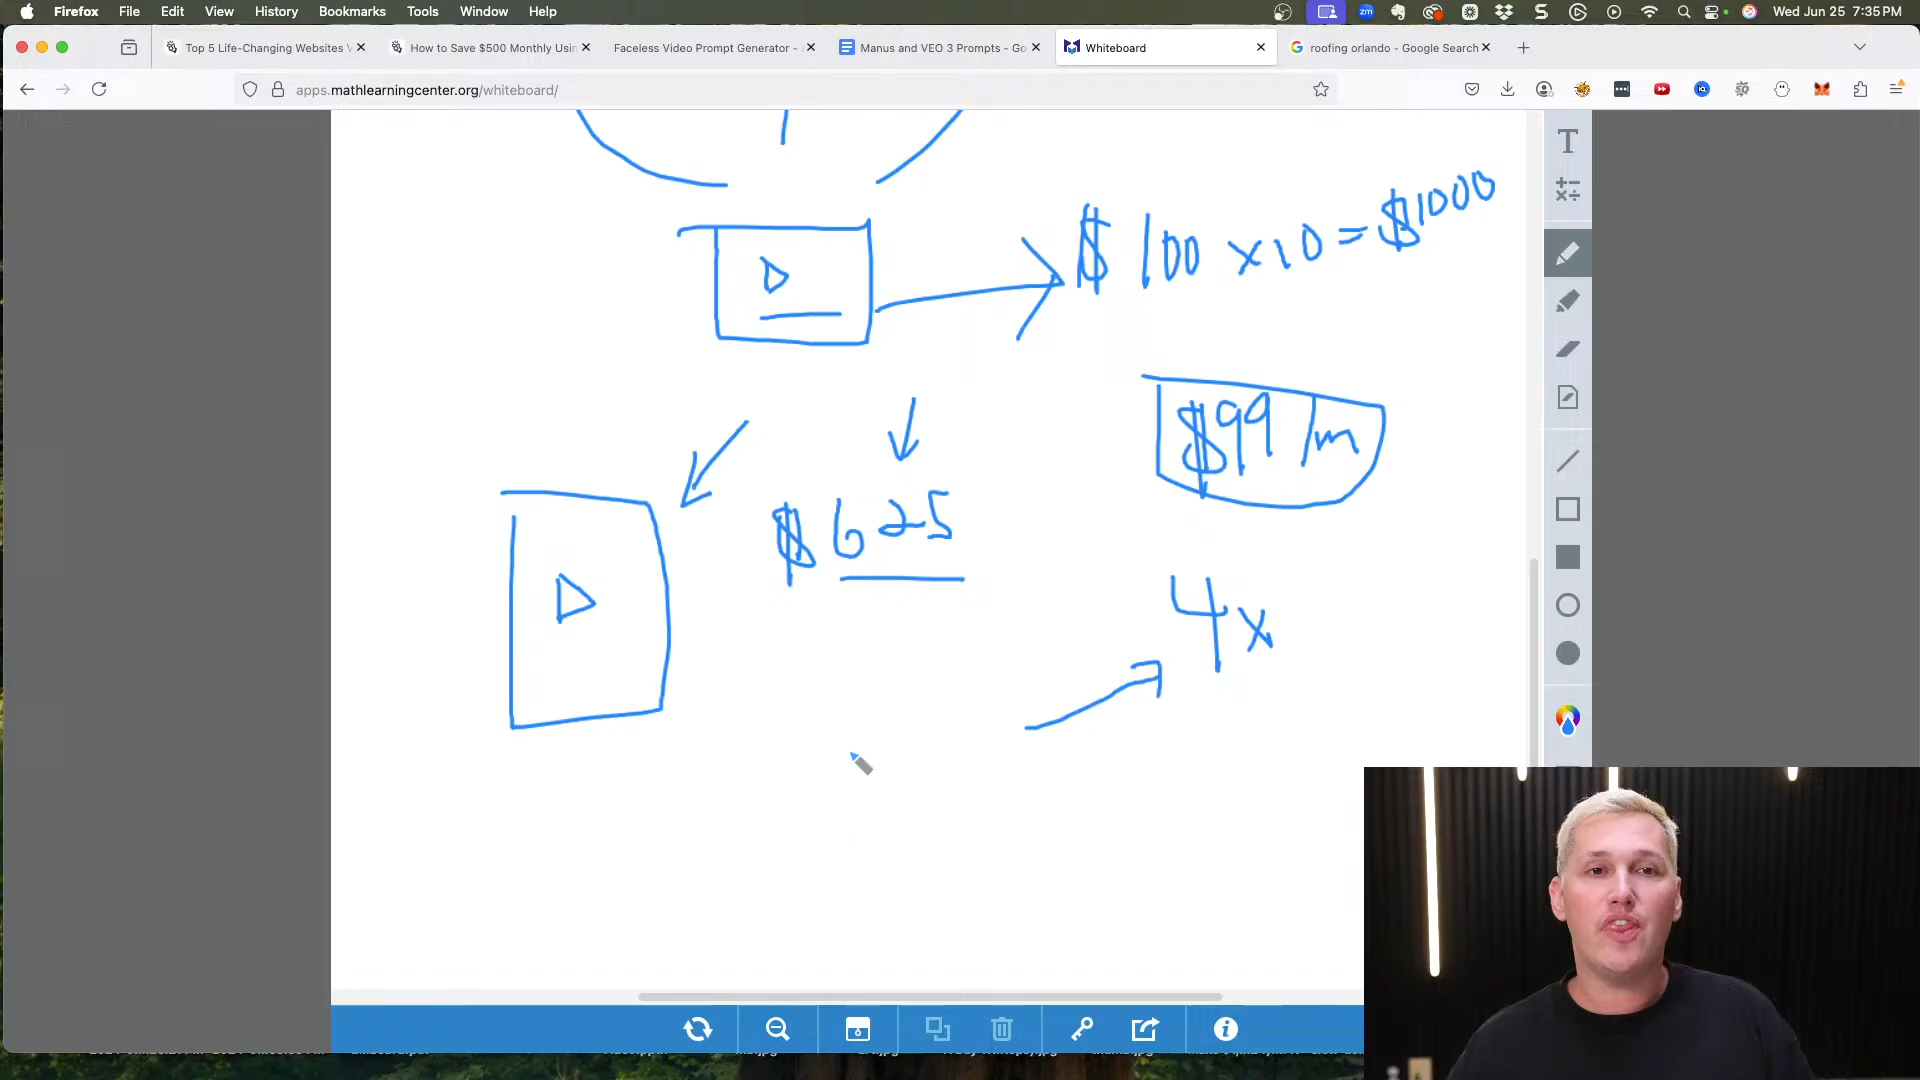 Firefox File Edit View History Bookmarks Tools Window Help
Wed Jun 25 7:35 PM
Top 5 Life-Changing Websites
How to Save $500 Monthly Usin
Faceless Video Prompt Generator -
Manus and VEO 3 Prompts - Go
Whiteboard
roofing orlando - Google Search
apps.mathlearningcenter.org/whiteboard/
$ 100 x 10 = $1000
$99 /m
$ 625
4x